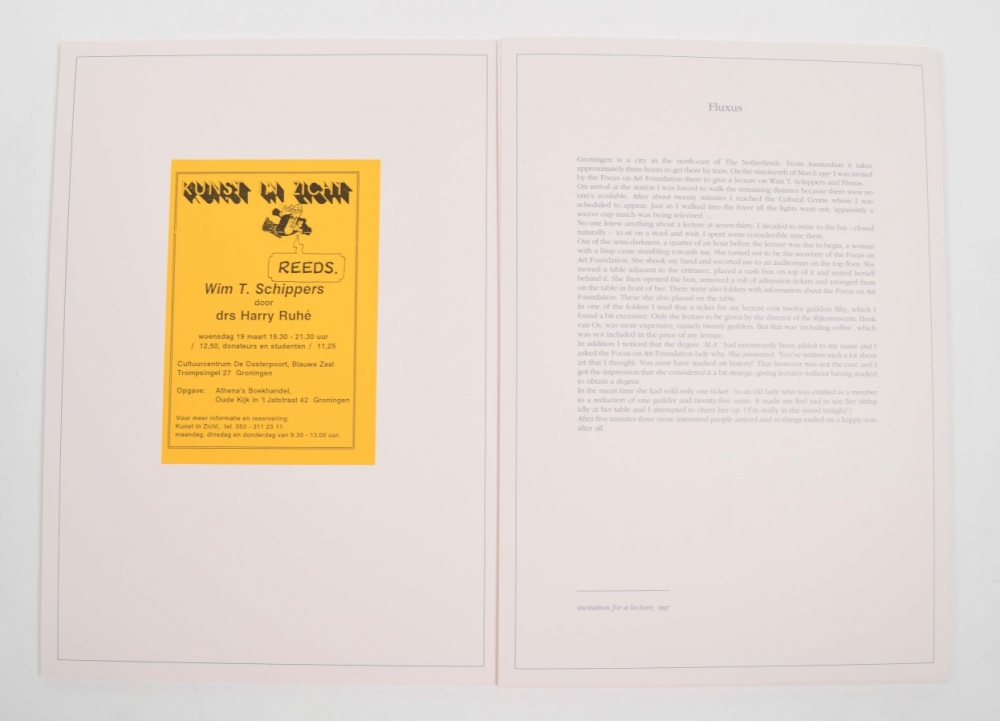 KUNST IN ZICHT
REEDS.
Wim T. Schippers
door
drs Harry Ruhé
woensdag 19 maart 19.30 - 21,30 uur
ƒ 12,50, donateurs en studenten ƒ 11,25
Cultuurcentrum De Oosterpoort, Blauwe Zaal
Trompsingel 27 Groningen
Opgave: Athena's Boekhandel,
Oude Kijk in 't Jatstraat 42 Groningen
Voor meer informatie en reservering:
Kunst in Zicht, tel. 050 - 311 23 11
maandag, dinsdag en donderdag van 9.30 - 13.00 uur
Fluxus
Groningen is a city in the north-east of The Netherlands. From Amsterdam it takes
approximately three hours to get there by train. On the nineteenth of March 1997 I was invited
by the Focus on Art Foundation there to give a lecture on Wim T. Schippers and Fluxus.
On arrival at the station I was forced to walk the remaining distance because there were no
taxi's available. After about twenty minutes I reached the Cultural Centre where I was
scheduled to appear. Just as I walked into the foyer all the lights went out, apparently a
soccer cup match was being televised . . .
No one knew anything about a lecture at seven-thirty. I decided to retire to the bar - closed
naturally - to sit on a stool and wait. I spent some considerable time there.
Out of the semi-darkness, a quarter of an hour before the lecture was due to begin, a woman
with a limp came stumbling towards me. She turned out to be the secretary of the Focus on
Art Foundation. She shook my hand and escorted me to an auditorium on the top floor. She
moved a table adjacent to the entrance, placed a cash box on top of it and seated herself
behind it. She then opened the box, removed a roll of admission tickets and arranged them
on the table in front of her. There were also folders with information about the Focus on Art
Foundation. These she also placed on the table.
In one of the folders I read that a ticket for my lecture cost twelve guilders fifty, which I
found a bit excessive. Only the lecture to be given by the director of the Rijksmuseum, Henk
van Os, was more expensive, namely twenty guilders. But that was 'including coffee', which
was not included in the price of my lecture.
In addition I noticed that the degree 'M.A.' had erroneously been added to my name and I
asked the Focus on Art Foundation lady why. She answered, 'You've written such a lot about
art that I thought: You must have studied art history!' That however was not the case and I
got the impression that she considered it a bit strange: giving lectures without having studied
to obtain a degree.
In the mean time she had sold only one ticket - to an old lady who was entitled as a member
to a reduction of one guilder and twenty-five cents. It made me feel sad to see her sitting
idly at her table and I attempted to cheer her up. ('I'm really in the mood tonight!')
After five minutes three more interested people arrived and so things ended on a happy note
after all.
invitation for a lecture, 1997